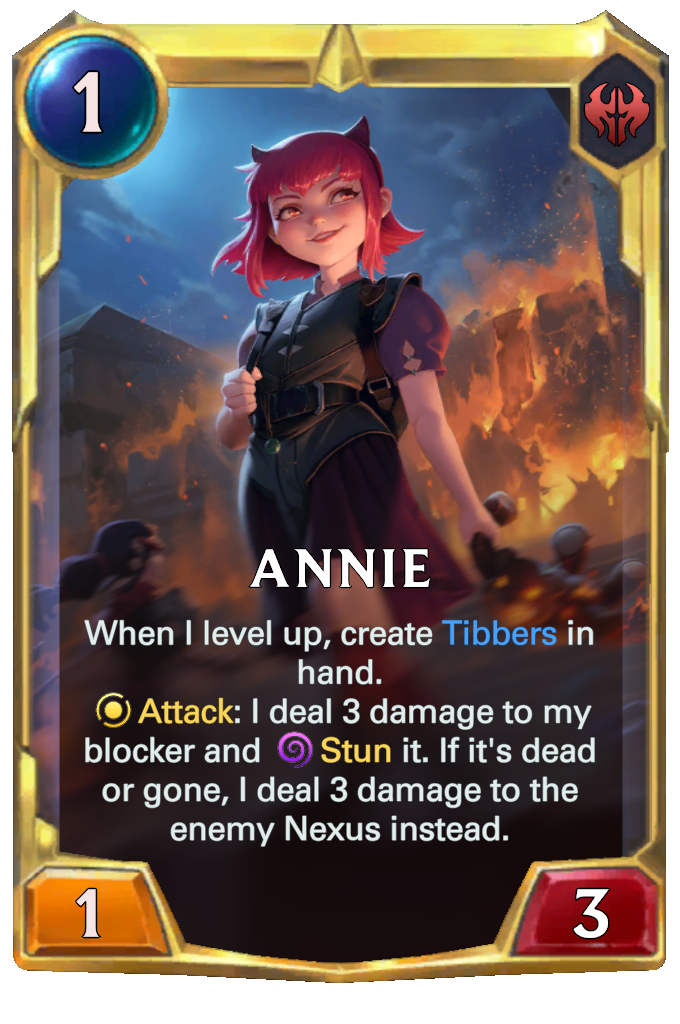 1
ANNIE
When I level up, create Tibbers in
hand.
Attack: I deal 3 damage to my
blocker and Stun it. If it's dead
or gone, I deal 3 damage to the
enemy Nexus instead.
1
3